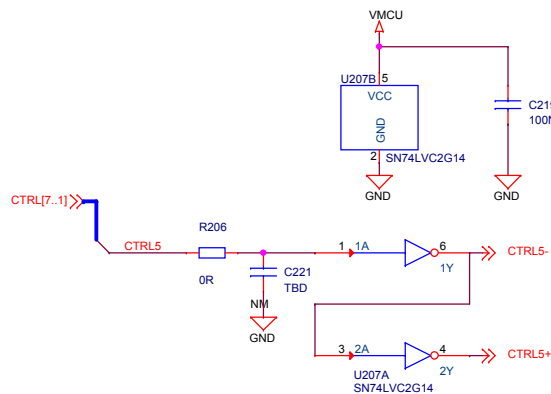 VMCU
U207B 5
VCC
GND
2
SN74LVC2G14
GND
C219
100N
GND
CTRL[7..1]
CTRL5
R206
0R
C221
TBD
NM
GND
1 1A
6
1Y
CTRL5-
3 2A
4
2Y
CTRL5+
U207A
SN74LVC2G14